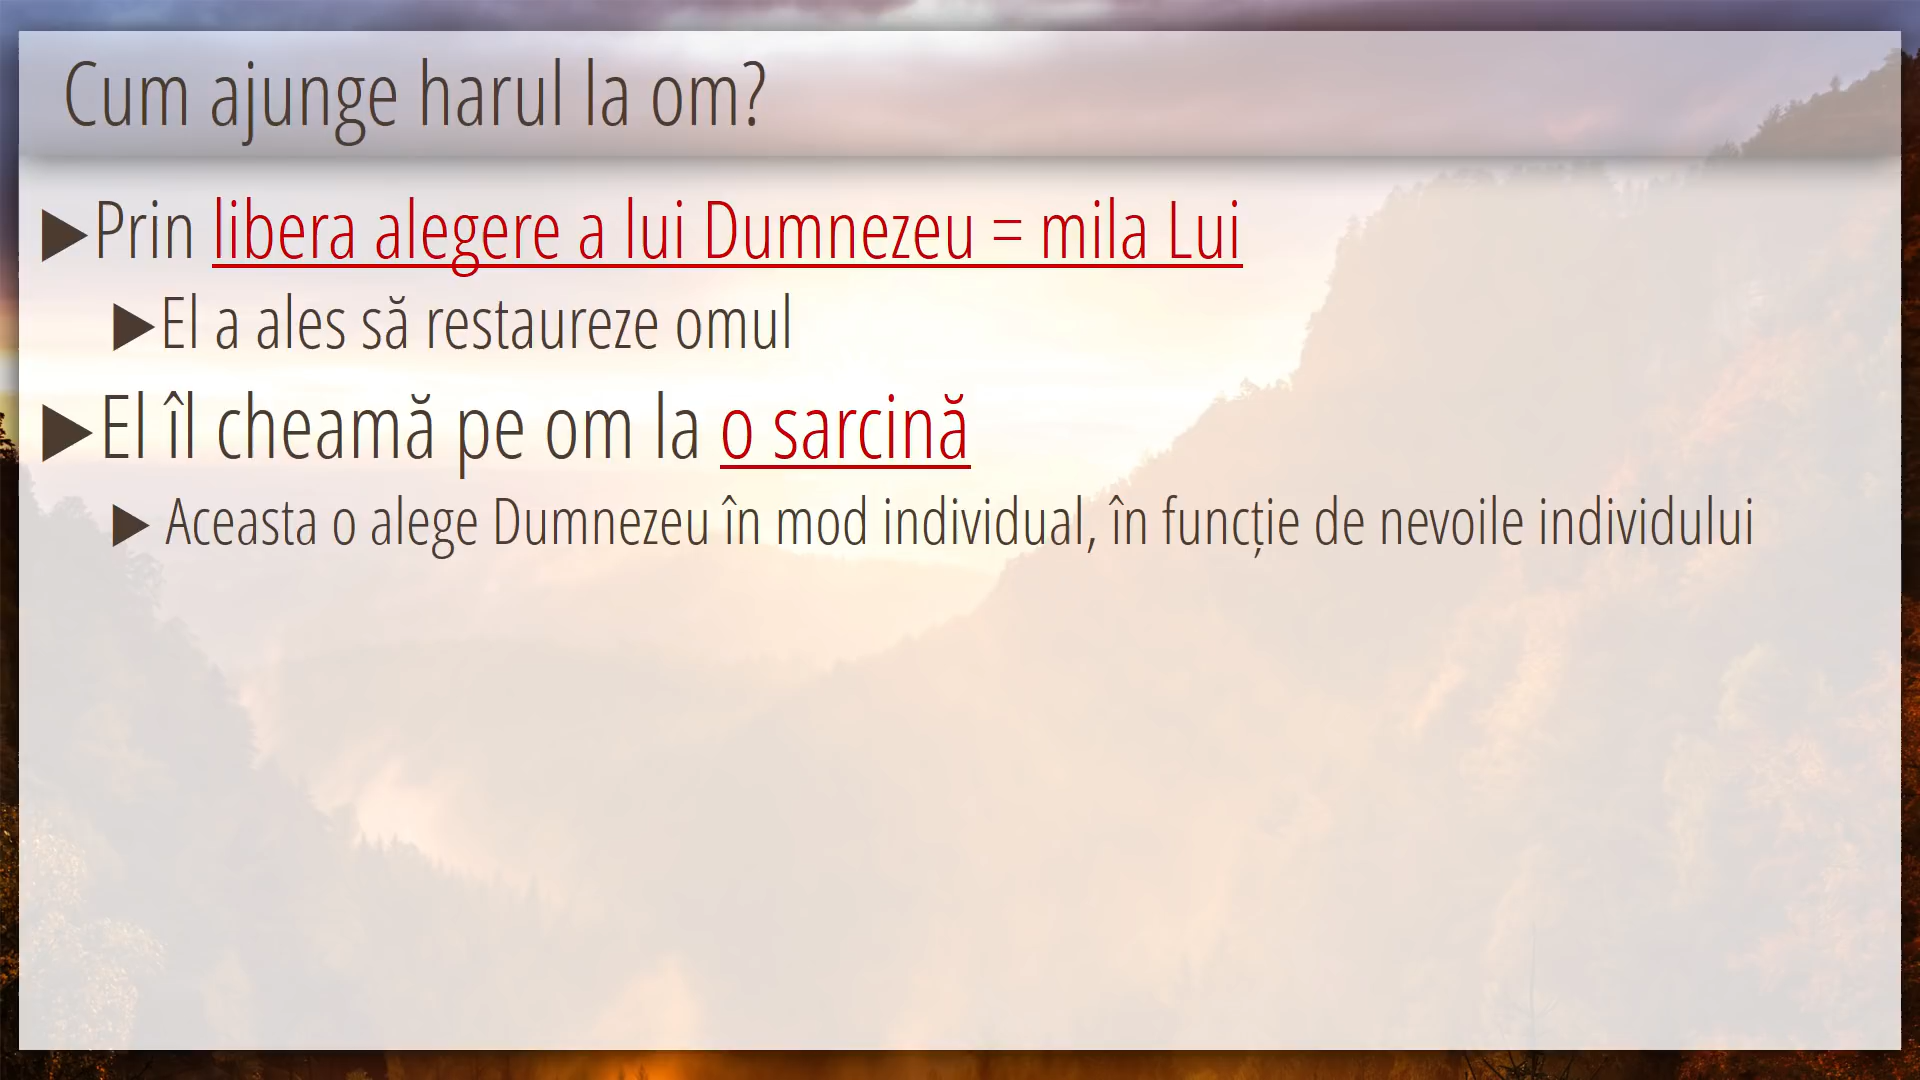 Cum ajunge harul la om?
▶Prin libera alegere a lui Dumnezeu = mila Lui
▶El a ales să restaureze omul
▶El îl cheamă pe om la o sarcină
▶ Aceasta o alege Dumnezeu în mod individual, în funcție de nevoile individului